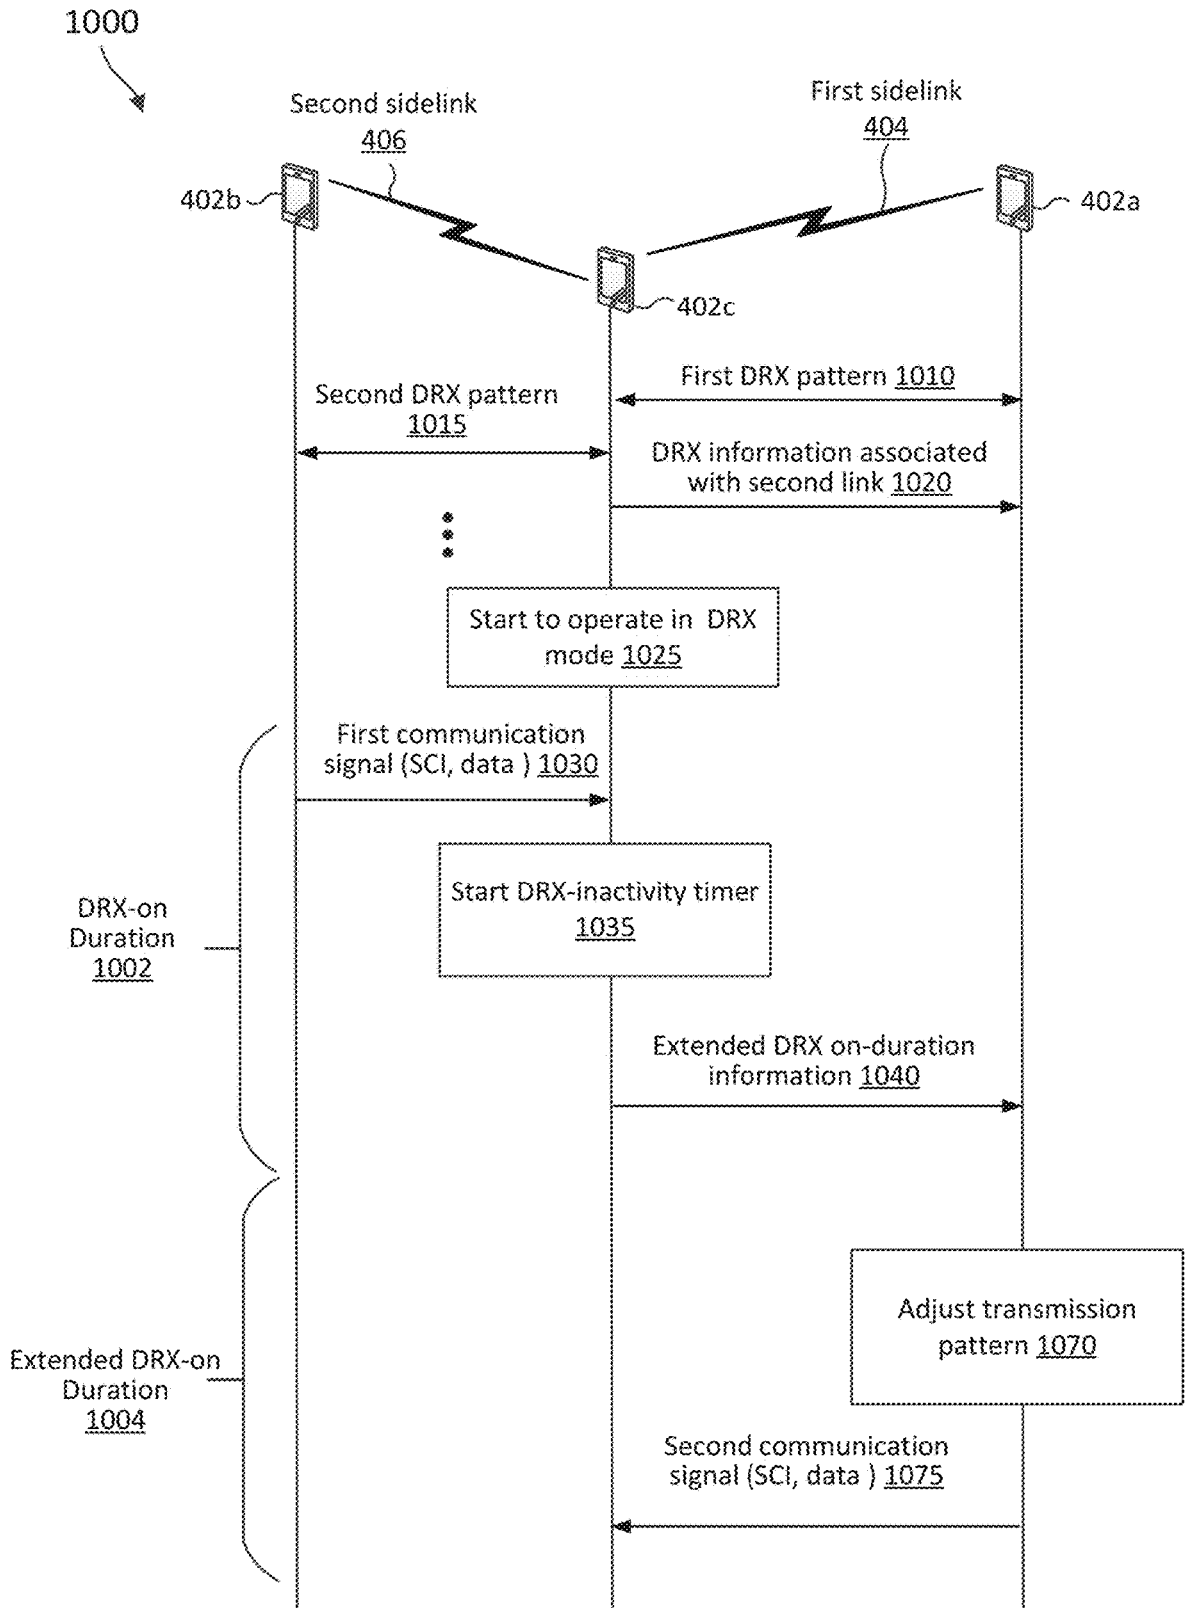 1000
Second sidelink
406
First sidelink
404
402b
402a
402c
First DRX pattern 1010
Second DRX pattern
1015
DRX information associated
with second link 1020
Start to operate in DRX
mode 1025
First communication
signal (SCI, data ) 1030
Start DRX-inactivity timer
1035
DRX-on
Duration
1002
Extended DRX on-duration
information 1040
Adjust transmission
pattern 1070
Extended DRX-on
Duration
1004
Second communication
signal (SCI, data ) 1075